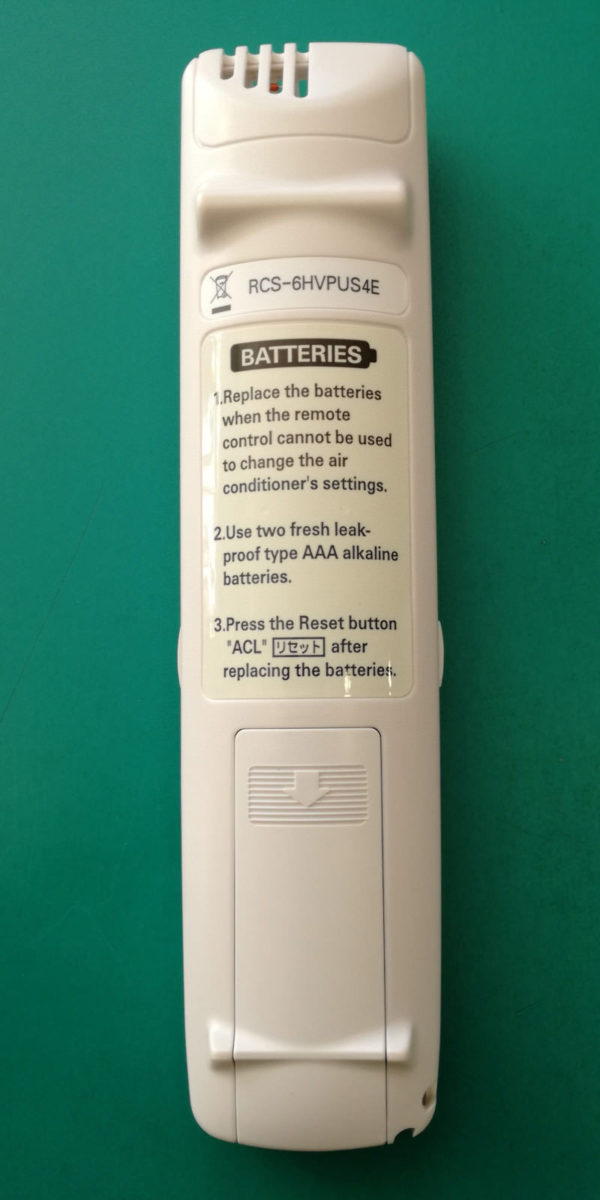 RCS-6HVPUS4E
BATTERIES
1.Replace the batteries
when the remote
control cannot be used
to change the air
conditioner's settings.
2.Use two fresh leak-
proof type AAA alkaline
batteries.
3.Press the Reset button
"ACL" リセット after
replacing the batteries.